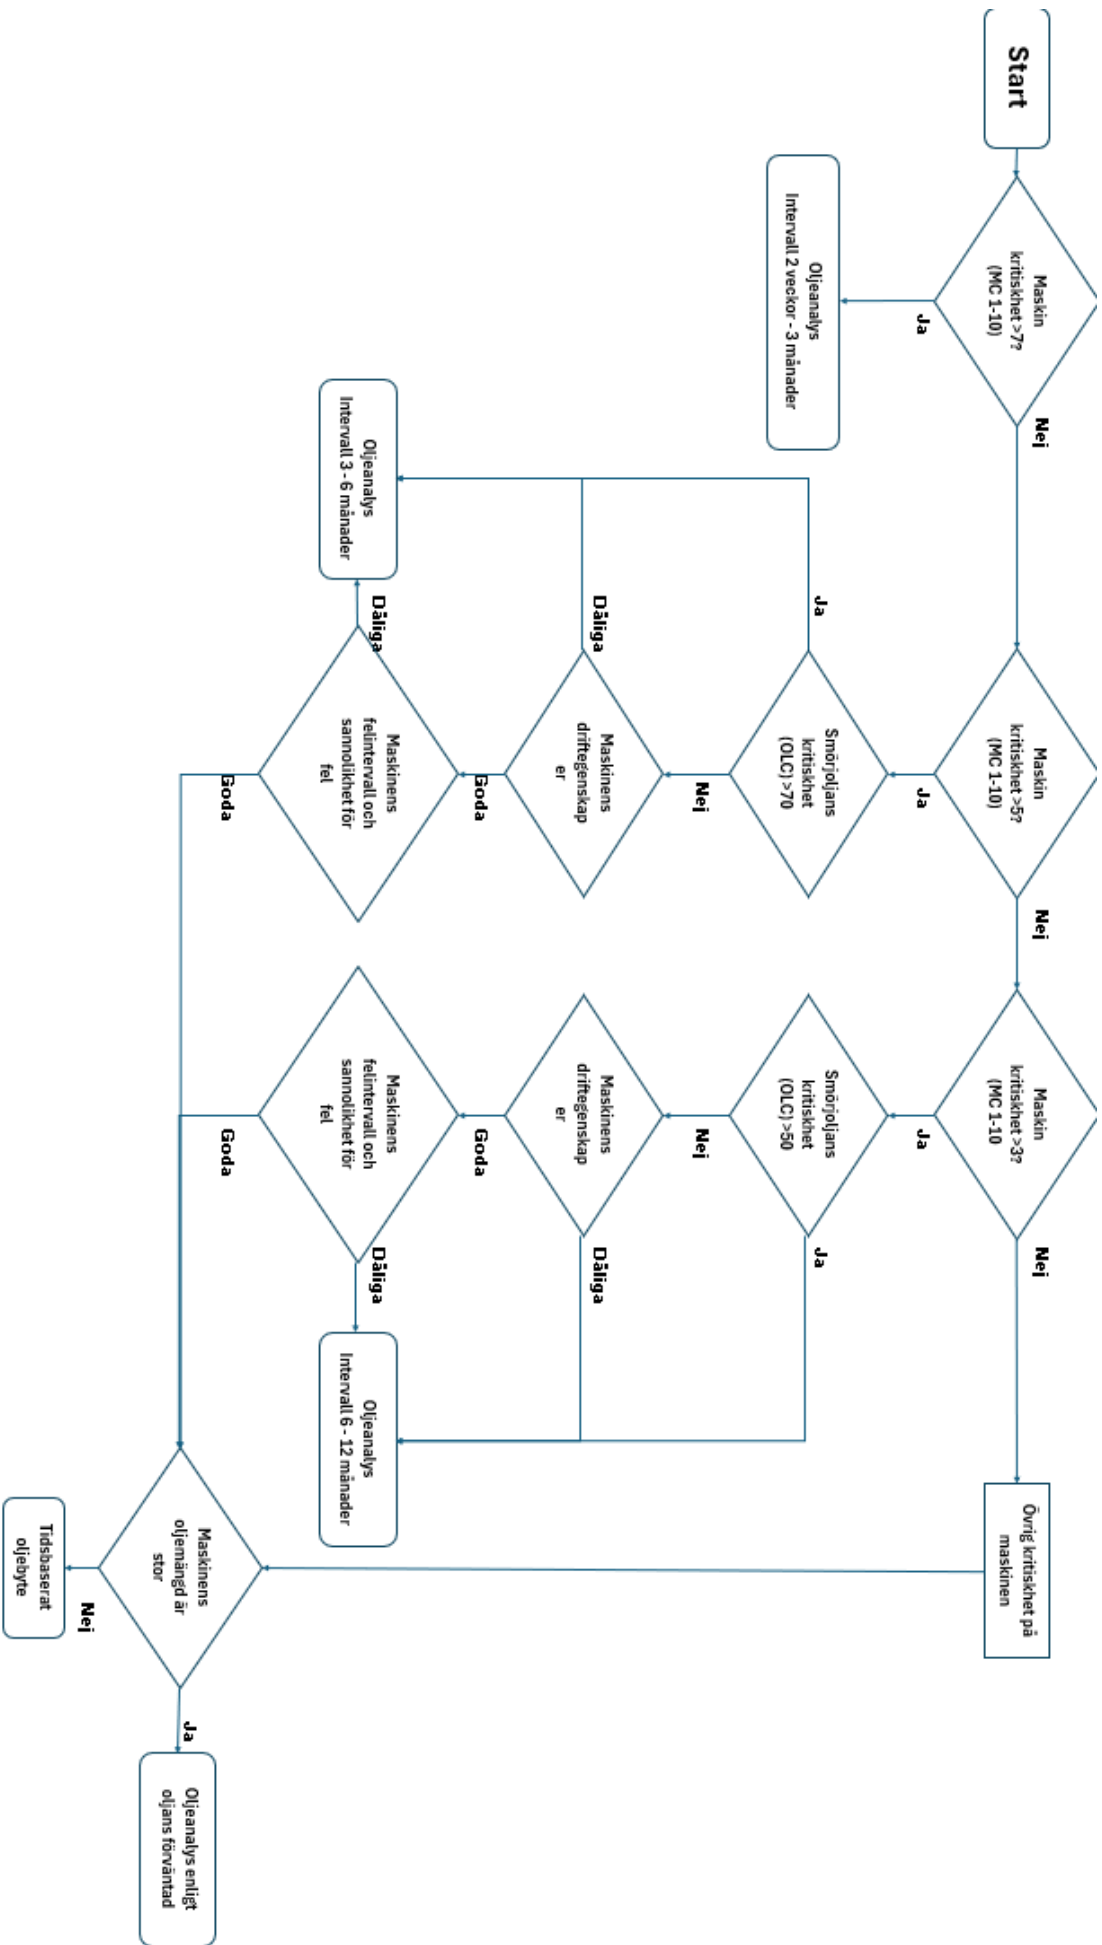 Start
Maskin
kritiskhet >7?
(MC 1-10)
Nej
Ja
Oljeanalys
Intervall 2 veckor - 3 månader
Maskin
kritiskhet >5?
(MC 1-10)
Nej
Ja
Maskin
kritiskhet >3?
(MC 1-10
Nej
Ja
Övrig kritiskhet på
maskinen
Smörjoljans
kritiskhet
(OLC) >70
Ja
Nej
Smörjoljans
kritiskhet
(OLC) >50
Ja
Nej
Maskinens
driftegenskap
er
Dåliga
Goda
Maskinens
driftegenskap
er
Dåliga
Goda
Oljeanalys
Intervall 3 - 6 månader
Dåliga
Maskinens
felintervall och
sannolikhet för
fel
Goda
Maskinens
felintervall och
sannolikhet för
fel
Dåliga
Goda
Oljeanalys
Intervall 6 - 12 månader
Maskinens
oljemängd är
stor
Ja
Nej
Oljeanalys enligt
oljans förväntad
Tidsbaserat
oljebyte